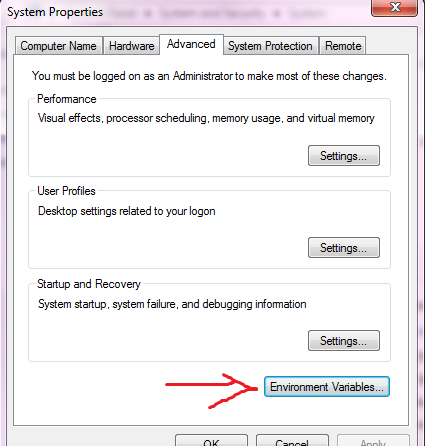 System Properties
Computer Name Hardware Advanced System Protection Remote
You must be logged on as an Administrator to make most of these changes.
Performance
Visual effects, processor scheduling, memory usage, and virtual memory
Settings...
User Profiles
Desktop settings related to your logon
Settings...
Startup and Recovery
System startup, system failure, and debugging information
Settings...
Environment Variables...
OK Cancel Apply